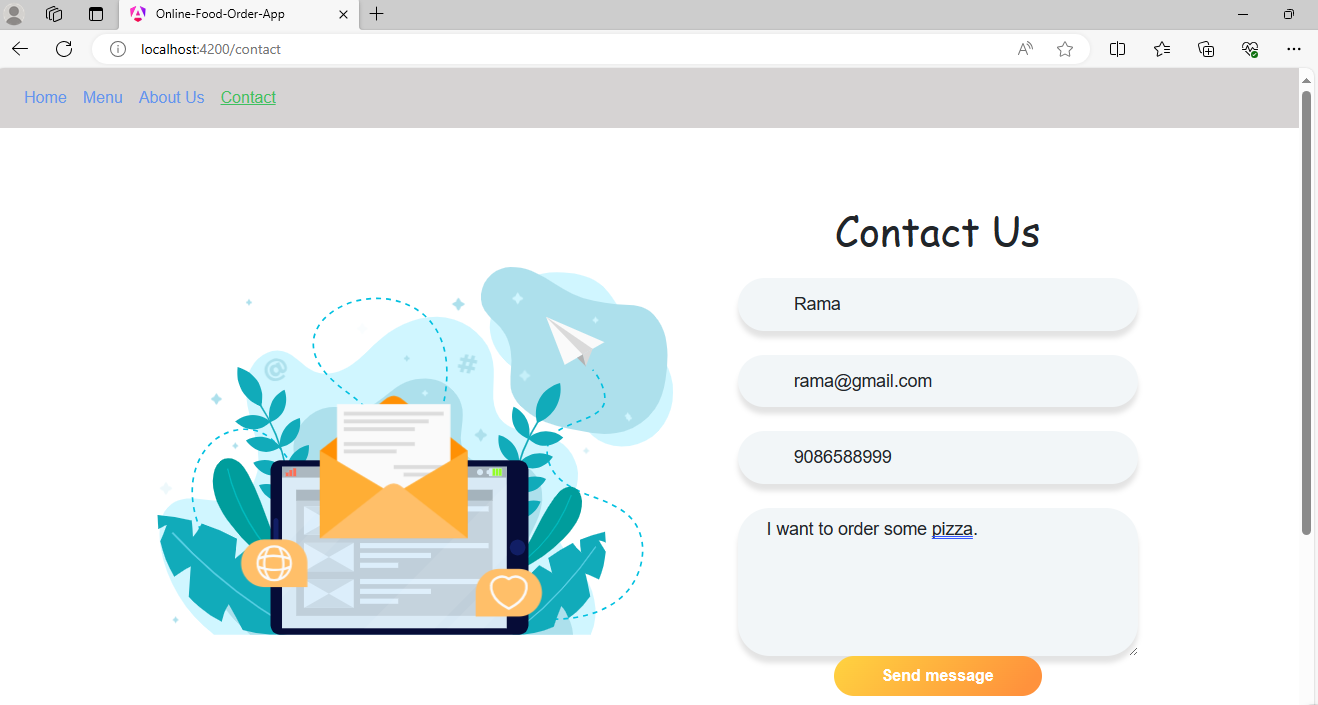 Online-Food-Order-App
localhost:4200/contact
Home Menu About Us Contact
Contact Us
Rama
rama@gmail.com
9086588999
I want to order some pizza.
Send message
@
#